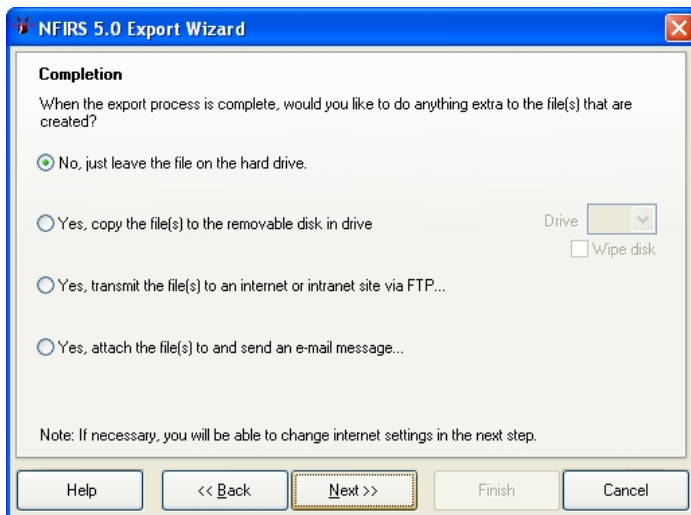 NFIRS 5.0 Export Wizard
Completion
When the export process is complete, would you like to do anything extra to the file(s) that are
created?
No, just leave the file on the hard drive.
Yes, copy the file(s) to the removable disk in drive
Drive
Wipe disk
Yes, transmit the file(s) to an internet or intranet site via FTP...
Yes, attach the file(s) to and send an e-mail message...
Note: If necessary, you will be able to change internet settings in the next step.
Help << Back Next >> Finish Cancel